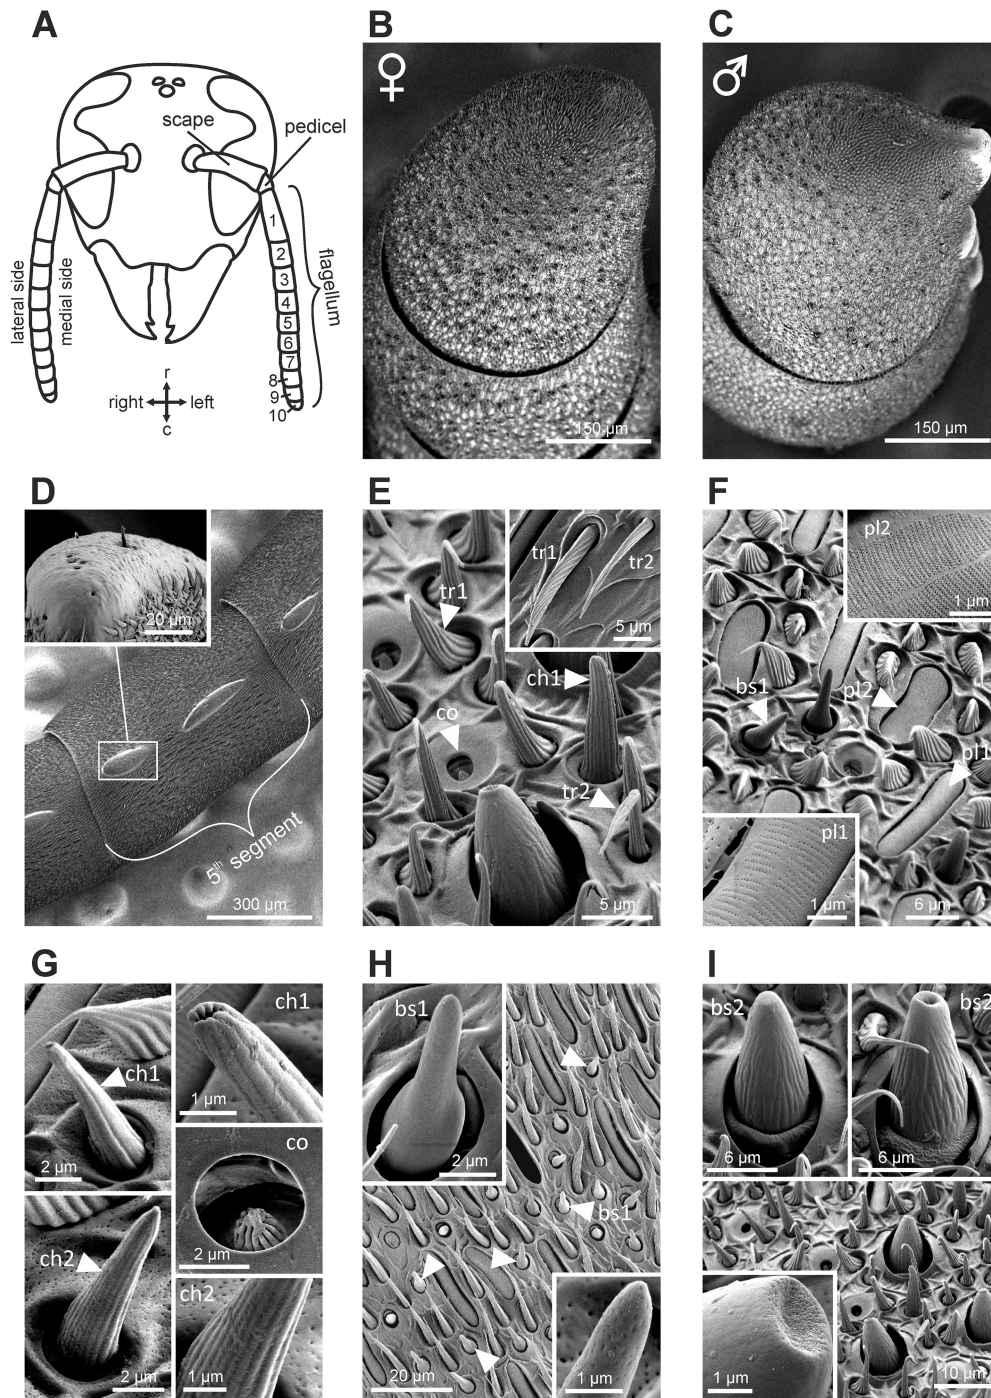 A
scape
pedicel
lateral side
medial side
1
2
3
4
5
6
7
8
9
10
flagellum
r
right
left
c
B
♀
150 µm
C
♂
150 µm
D
20 µm
5th segment
300 µm
E
tr1
tr1
tr2
5 µm
ch1
co
tr2
5 µm
F
pl2
1 µm
bs1
pl2
pl1
pl1
1 µm
6 µm
G
ch1
2 µm
ch1
1 µm
co
2 µm
ch2
2 µm
ch2
1 µm
H
bs1
2 µm
bs1
20 µm
1 µm
I
bs2
6 µm
bs2
6 µm
1 µm
10 µm